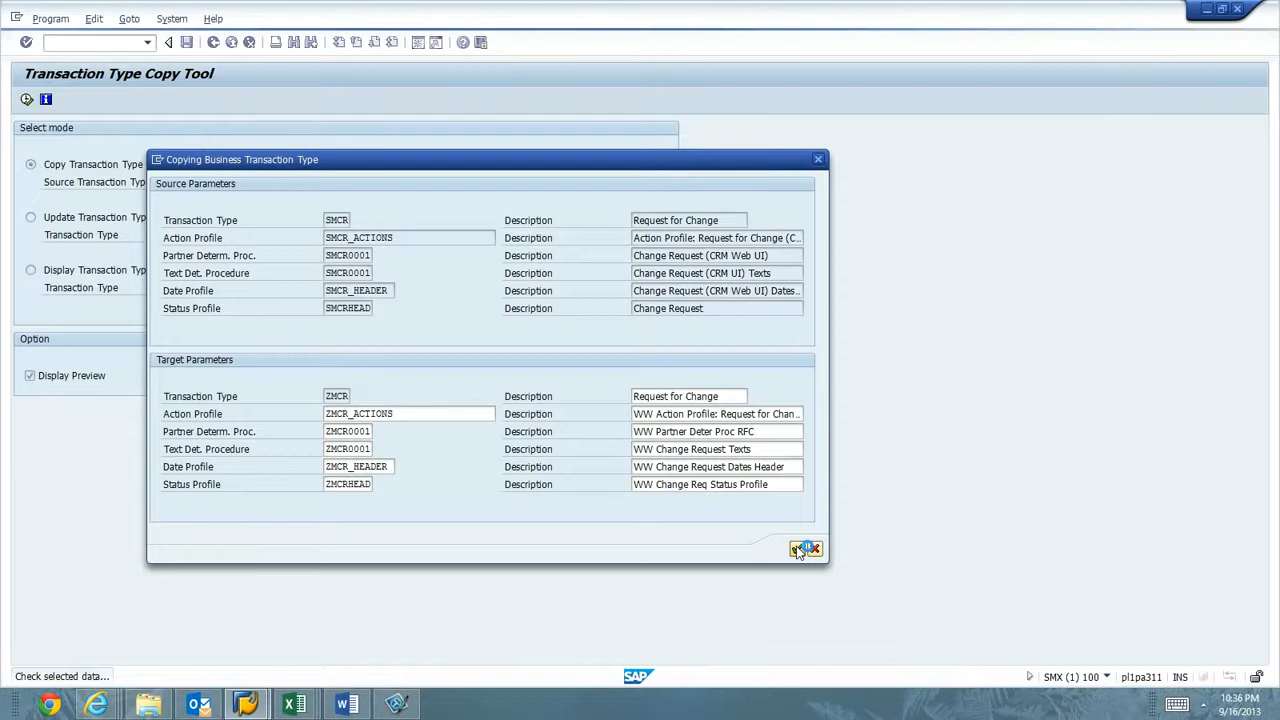 Program Edit Goto System Help
Transaction Type Copy Tool
Select mode
Copy Transaction Type
Source Transaction Typ
Update Transaction Typ
Transaction Type
Display Transaction Typ
Transaction Type
Option
Display Preview
Copying Business Transaction Type
Source Parameters
Transaction Type SMCR Description Request for Change
Action Profile SMCR_ACTIONS Description Action Profile: Request for Change (C..
Partner Determ. Proc. SMCR0001 Description Change Request (CRM Web UI)
Text Det. Procedure SMCR0001 Description Change Request (CRM UI) Texts
Date Profile SMCR_HEADER Description Change Request (CRM Web UI) Dates..
Status Profile SMCRHEAD Description Change Request
Target Parameters
Transaction Type ZMCR Description Request for Change
Action Profile ZMCR_ACTIONS Description WW Action Profile: Request for Chan..
Partner Determ. Proc. ZMCR0001 Description WW Partner Deter Proc RFC
Text Det. Procedure ZMCR0001 Description WW Change Request Texts
Date Profile ZMCR_HEADER Description WW Change Request Dates Header
Status Profile ZMCRHEAD Description WW Change Req Status Profile
Check selected data... SAP SMX (1) 100 pl1pa311 INS
10:36 PM
9/16/2013